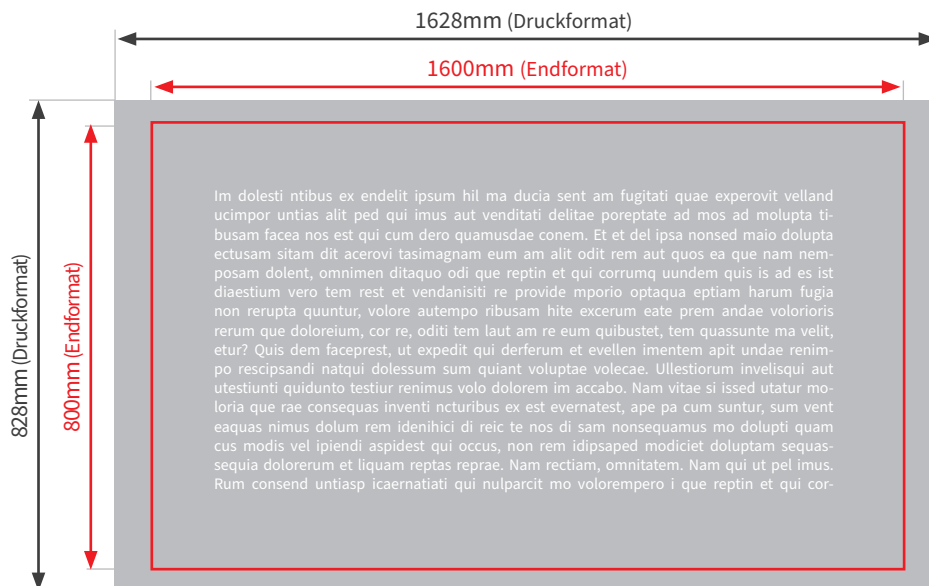 1628mm (Druckformat)
1600mm (Endformat)
828mm (Druckformat)
800mm (Endformat)
Im dolesti ntibus ex endelit ipsum hil ma ducia sent am fugitati quae experovit velland
ucimpor untias alit ped qui imus aut venditati delitae poreptate ad mos ad molupta ti-
busam facea nos est qui cum dero quamusdae conem. Et et del ipsa nonsed maio dolupta
ectusam sitam dit acerovi tasimagnam eum am alit odit rem aut quos ea que nam nem-
posam dolent, omnimen ditaquo odi que reptin et qui corrumq uundem quis is ad es ist
diaestium vero tem rest et vendanisiti re provide mporio optaqua eptiam harum fugia
non rerupta quuntur, volore autempo ribusam hite excerum eate prem andae volorioris
rerum que doloreium, cor re, oditi tem laut am re eum quibustet, tem quassunte ma velit,
etur? Quis dem faceprest, ut expedit qui derferum et evellen imentem apit undae renim-
po rescipsandi natqui dolessum sum quiant voluptae volecae. Ullestiorum invelisqui aut
utestiunti quidunto testiur renimus volo dolorem im accabo. Nam vitae si issed utatur mo-
loria que rae consequas inventi ncturibus ex est evernatest, ape pa cum suntur, sum vent
eaquas nimus dolum rem idenihici di reic te nos di sam nonsequamus mo dolupti quam
cus modis vel ipiendi aspidest qui occus, non rem idipsaped modiciet doluptam sequas-
sequia dolorerum et liquam reptas reprae. Nam rectiam, omnitatem. Nam qui ut pel imus.
Rum consend untiasp icaernatiati qui nulparcit mo volorempero i que reptin et qui cor-